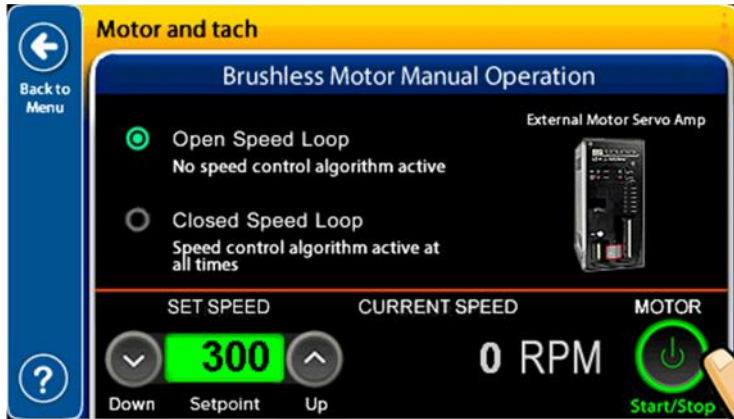 Motor and tach
Back to
Menu
Brushless Motor Manual Operation
External Motor Servo Amp
Open Speed Loop
No speed control algorithm active
Closed Speed Loop
Speed control algorithm active at
all times
SET SPEED
CURRENT SPEED
MOTOR
300
0 RPM
?
Down
Setpoint
Up
Start/Stop